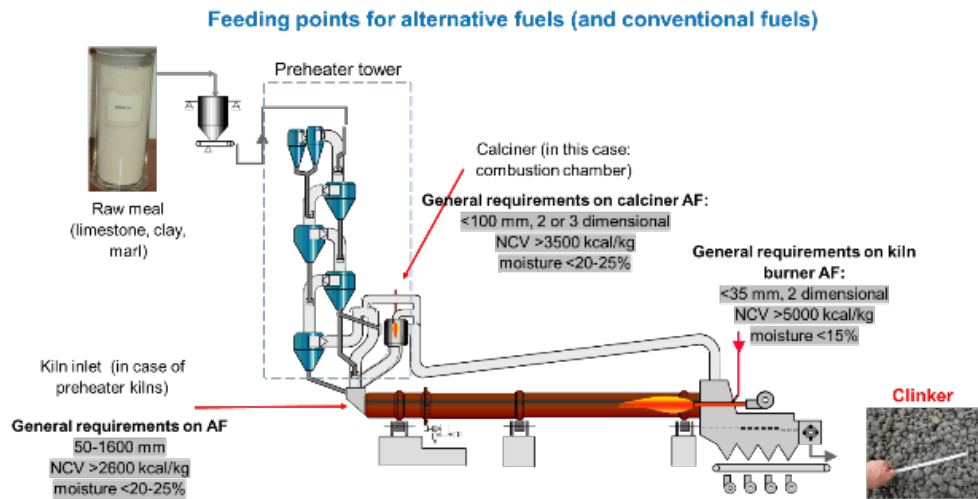 Feeding points for alternative fuels (and conventional fuels)
Preheater tower
Raw meal
(limestone, clay,
marl)
Calciner (in this case:
combustion chamber)
General requirements on calciner AF:
<100 mm, 2 or 3 dimensional
NCV >3500 kcal/kg
moisture <20-25%
General requirements on kiln
burner AF:
<35 mm, 2 dimensional
NCV >5000 kcal/kg
moisture <15%
Kiln inlet (in case of
preheater kilns)
General requirements on AF
50-1600 mm
NCV >2600 kcal/kg
moisture <20-25%
Clinker